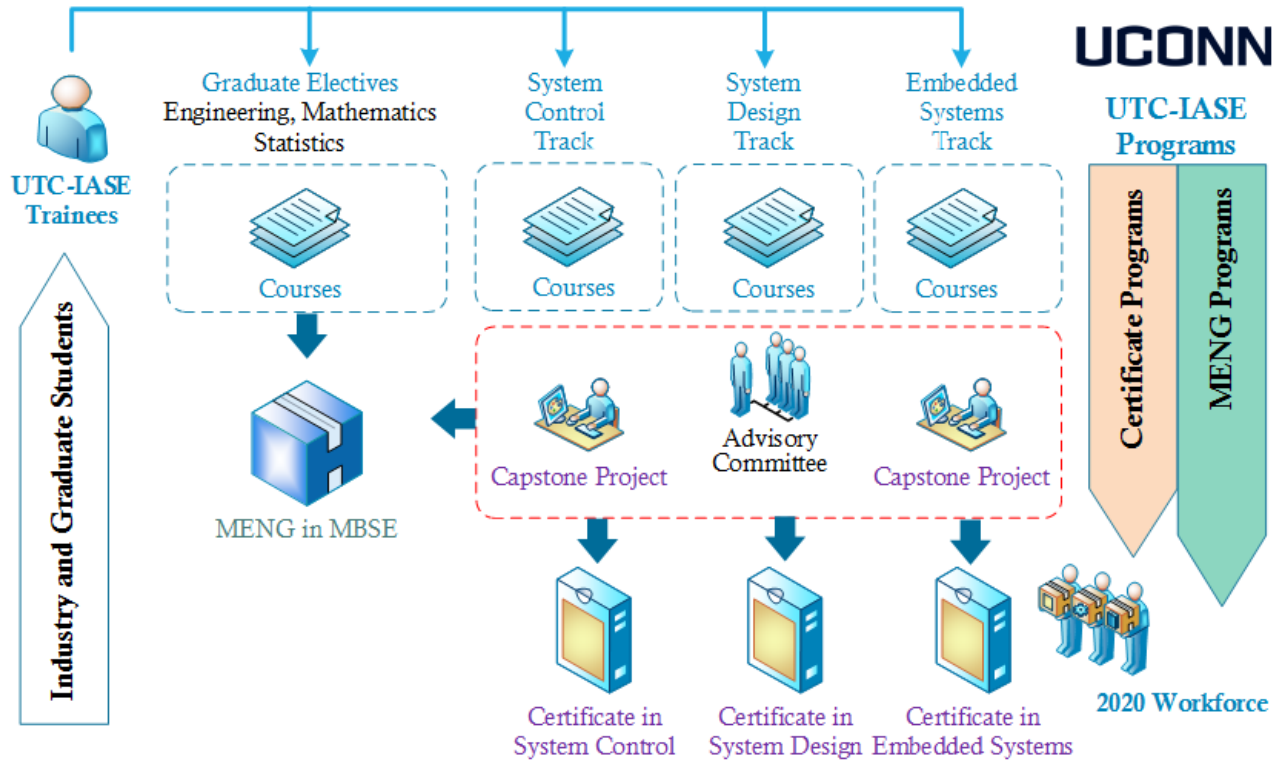 UCONN
UTC-IASE
Programs
Graduate Electives
Engineering, Mathematics
Statistics
System
Control
Track
System
Design
Track
Embedded
Systems
Track
UTC-IASE
Trainees
Courses
Courses
Courses
Courses
Industry and Graduate Students
Certificate Programs
MENG Programs
Advisory
Committee
Capstone Project
Capstone Project
MENG in MBSE
2020 Workforce
Certificate in
System Control
Certificate in
System Design
Certificate in
Embedded Systems